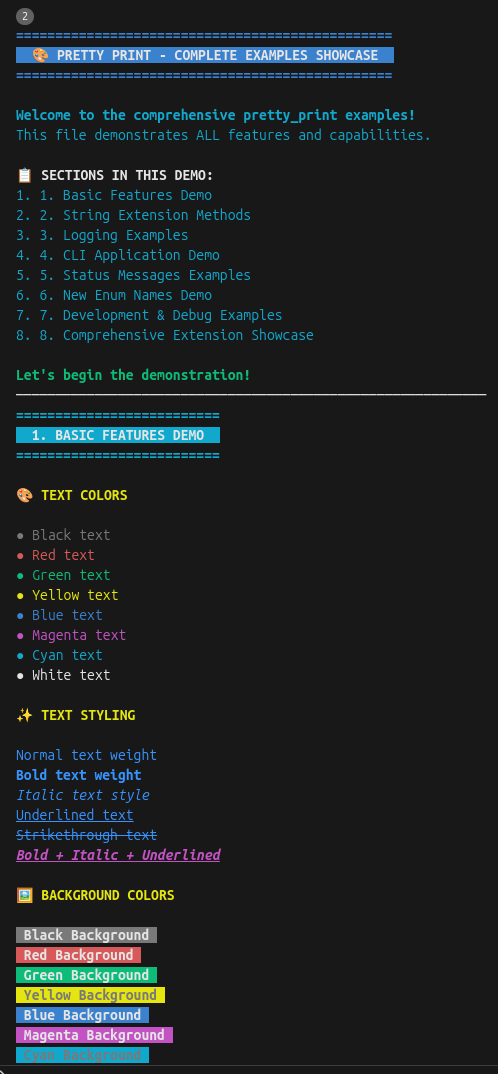 2
================================================
🎨 PRETTY PRINT - COMPLETE EXAMPLES SHOWCASE
================================================
Welcome to the comprehensive pretty_print examples!
This file demonstrates ALL features and capabilities.
📋 SECTIONS IN THIS DEMO:
1. 1. Basic Features Demo
2. 2. String Extension Methods
3. 3. Logging Examples
4. 4. CLI Application Demo
5. 5. Status Messages Examples
6. 6. New Enum Names Demo
7. 7. Development & Debug Examples
8. 8. Comprehensive Extension Showcase
Let's begin the demonstration!
────────────────────────────────────────────────────────────
==========================
1. BASIC FEATURES DEMO
==========================
🎨 TEXT COLORS
● Black text
● Red text
● Green text
● Yellow text
● Blue text
● Magenta text
● Cyan text
● White text
✨ TEXT STYLING
Normal text weight
Bold text weight
Italic text style
Underlined text
Strikethrough text
Bold + Italic + Underlined
🖼️ BACKGROUND COLORS
Black Background
Red Background
Green Background
Yellow Background
Blue Background
Magenta Background
Cyan Background